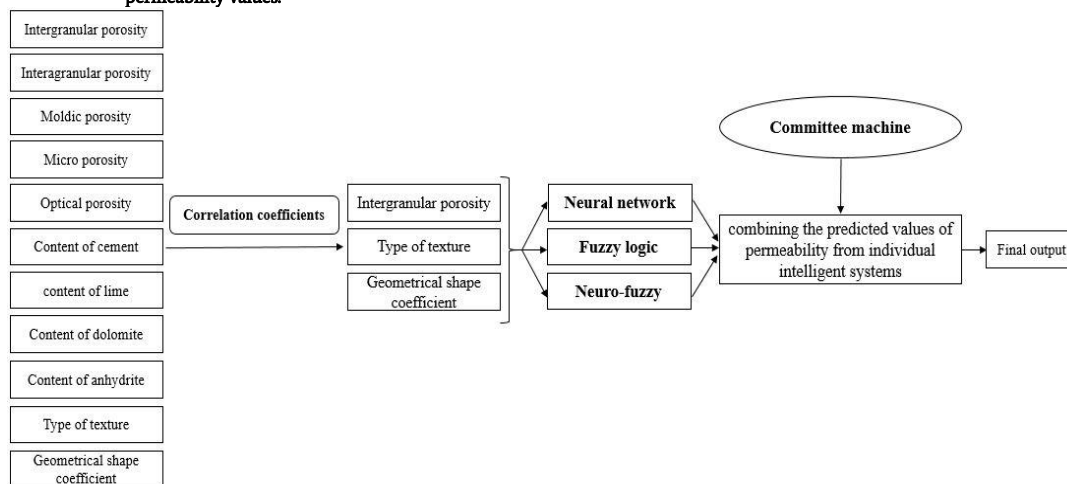 permeability values.
Intergranular porosity
Interagranular porosity
Moldic porosity
Micro porosity
Optical porosity
Content of cement
content of lime
Content of dolomite
Content of anhydrite
Type of texture
Geometrical shape
coefficient
Correlation coefficients
Intergranular porosity
Type of texture
Geometrical shape
coefficient
Neural network
Fuzzy logic
Neuro-fuzzy
Committee machine
combining the predicted values of
permeability from individual
intelligent systems
Final output